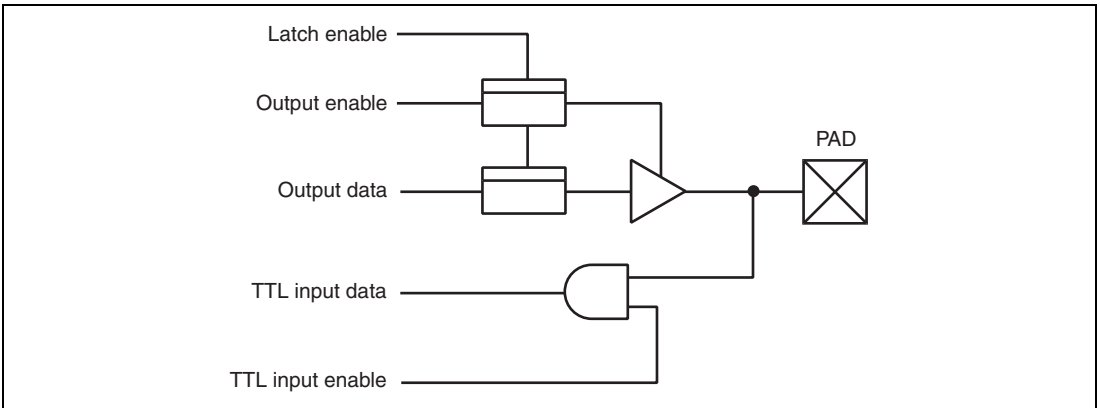 Latch enable
Output enable
PAD
Output data
TTL input data
TTL input enable